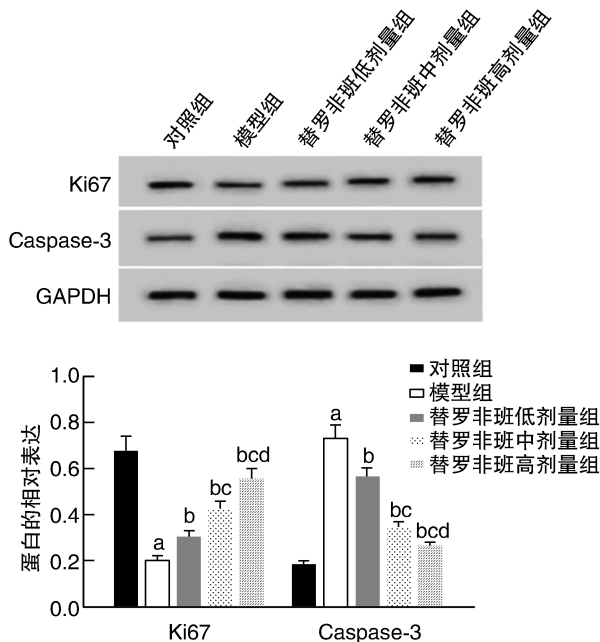 对照组
模型组
替罗非班低剂量组
替罗非班中剂量组
替罗非班高剂量组
Ki67
Caspase-3
GAPDH
蛋白的相对表达
1.0
0.8
0.6
0.4
0.2
0.0
对照组
模型组
替罗非班低剂量组
替罗非班中剂量组
替罗非班高剂量组
a
b
bc
bcd
a
b
bc
bcd
Ki67
Caspase-3